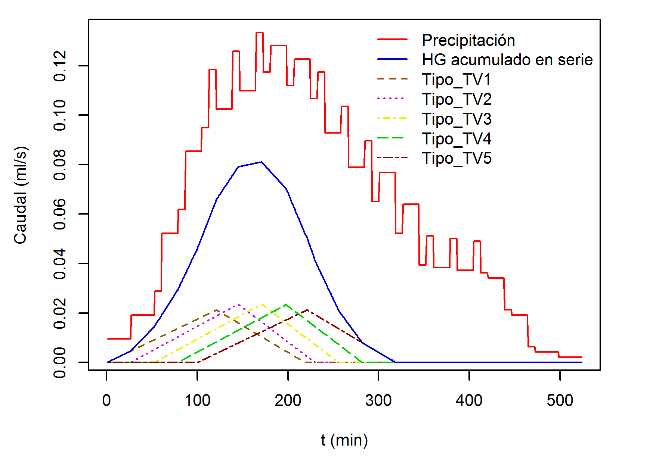 Precipitación
HG acumulado en serie
Tipo_TV1
Tipo_TV2
Tipo_TV3
Tipo_TV4
Tipo_TV5
Caudal (ml/s)
0.12
0.10
0.08
0.06
0.04
0.02
0.00
0 100 200 300 400 500
t (min)